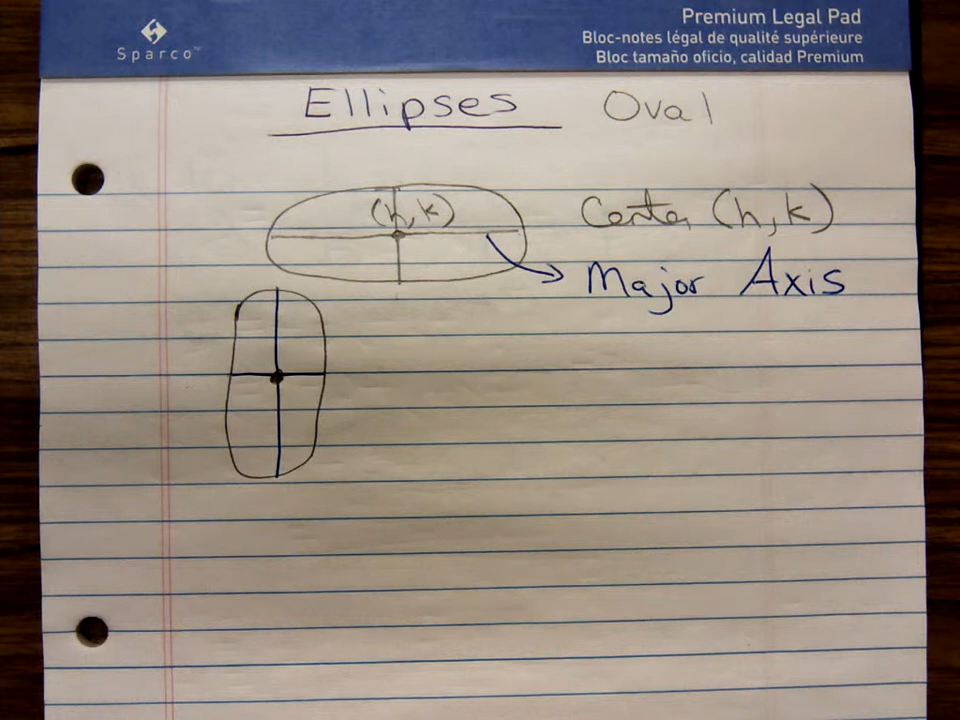 Sparco™
Premium Legal Pad
Bloc-notes légal de qualité supérieure
Bloc tamaño oficio, calidad Premium
Ellipses Oval
(h,k) Center (h,k)
Major Axis